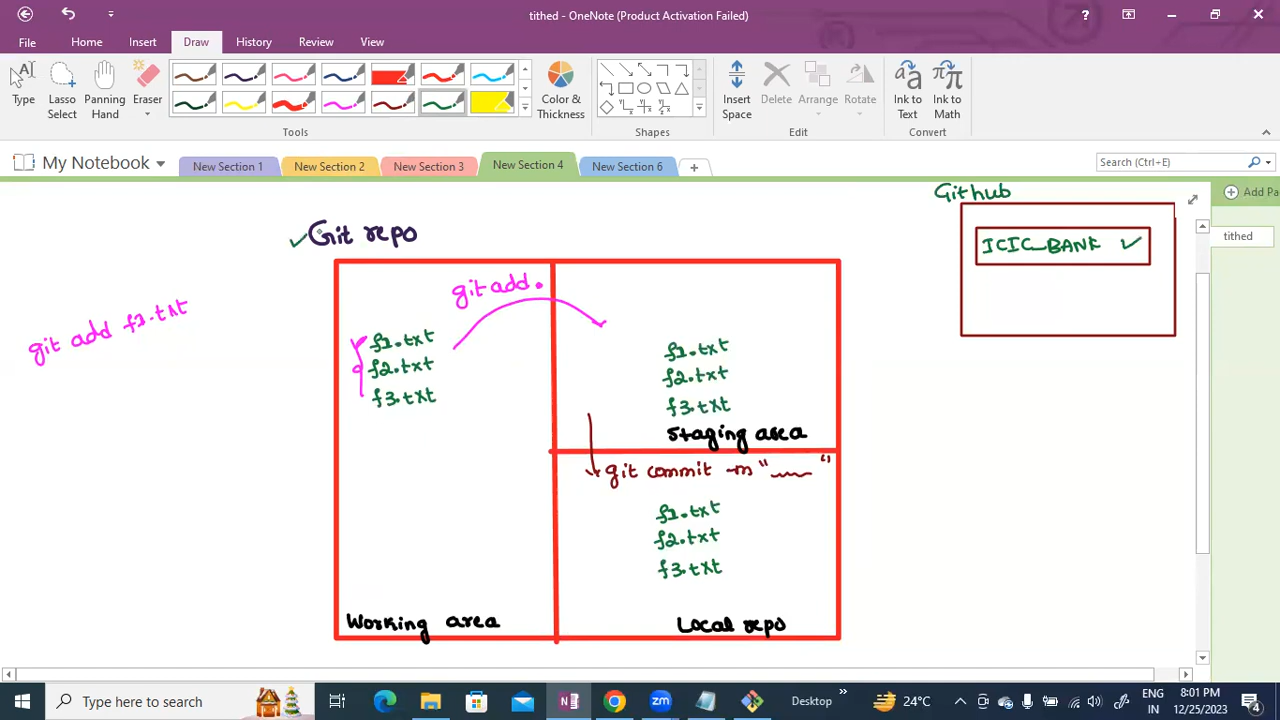 tithed - OneNote (Product Activation Failed)
File Home Insert Draw History Review View
Type
Lasso Select
Panning Hand
Eraser
Color & Thickness
Insert Space
Delete
Arrange
Rotate
Ink to Text
Ink to Math
Tools
Shapes
Edit
Convert
My Notebook
New Section 1
New Section 2
New Section 3
New Section 4
New Section 6
Search (Ctrl+E)
Github
Add Pa
Git repo
ICIC_BANK
tithed
git add.
git add f1.txt
f1.txt
f2.txt
f3.txt
f1.txt
f2.txt
f3.txt
Staging area
git commit -m "____"
f1.txt
f2.txt
f3.txt
Working area
Local repo
Type here to search
zm
Desktop
24°C
ENG
IN
8:01 PM
12/25/2023
4